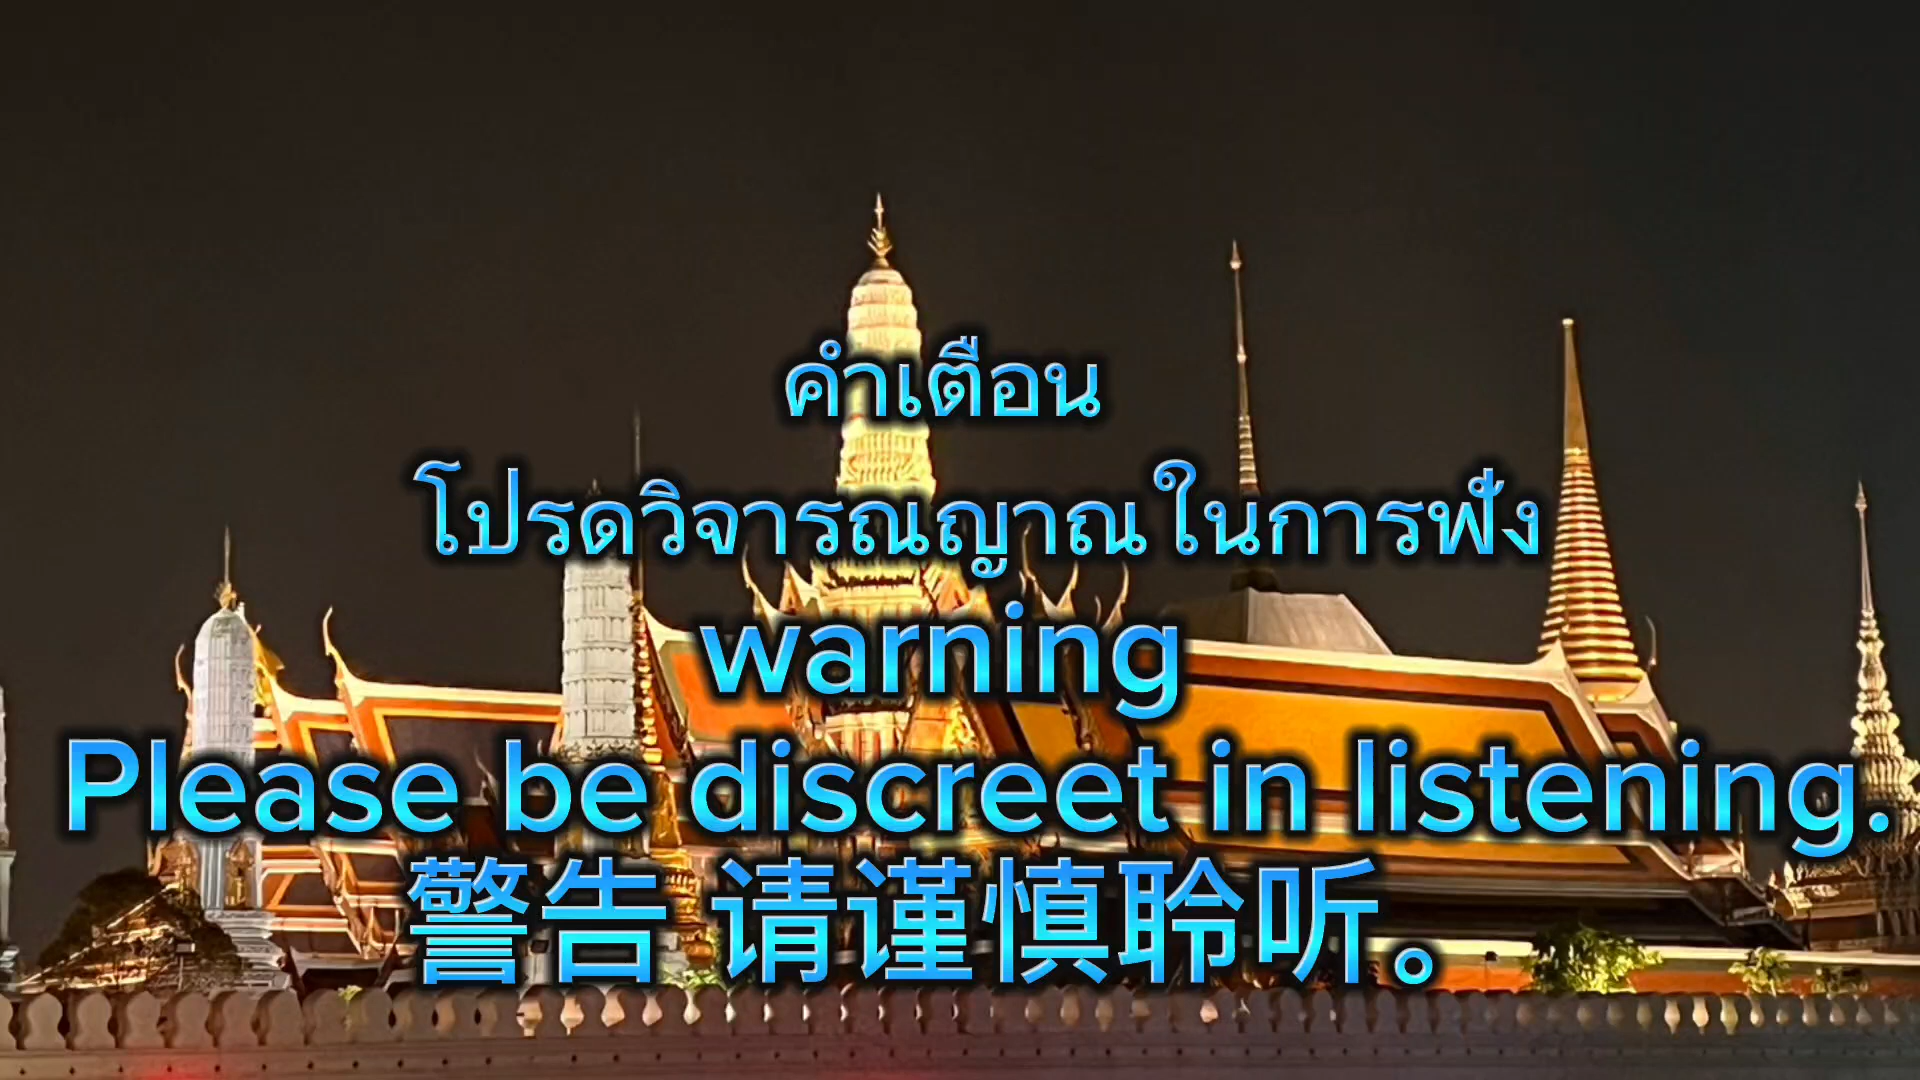 คำเตือน
โปรดวิจารณญาณในการฟัง
warning
Please be discreet in listening.
警告 请谨慎聆听。